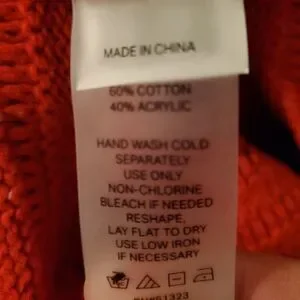 MADE IN CHINA
60% COTTON
40% ACRYLIC
HAND WASH COLD
SEPARATELY
USE ONLY
NON-CHLORINE
BLEACH IF NEEDED
RESHAPE,
LAY FLAT TO DRY
USE LOW IRON
IF NECESSARY